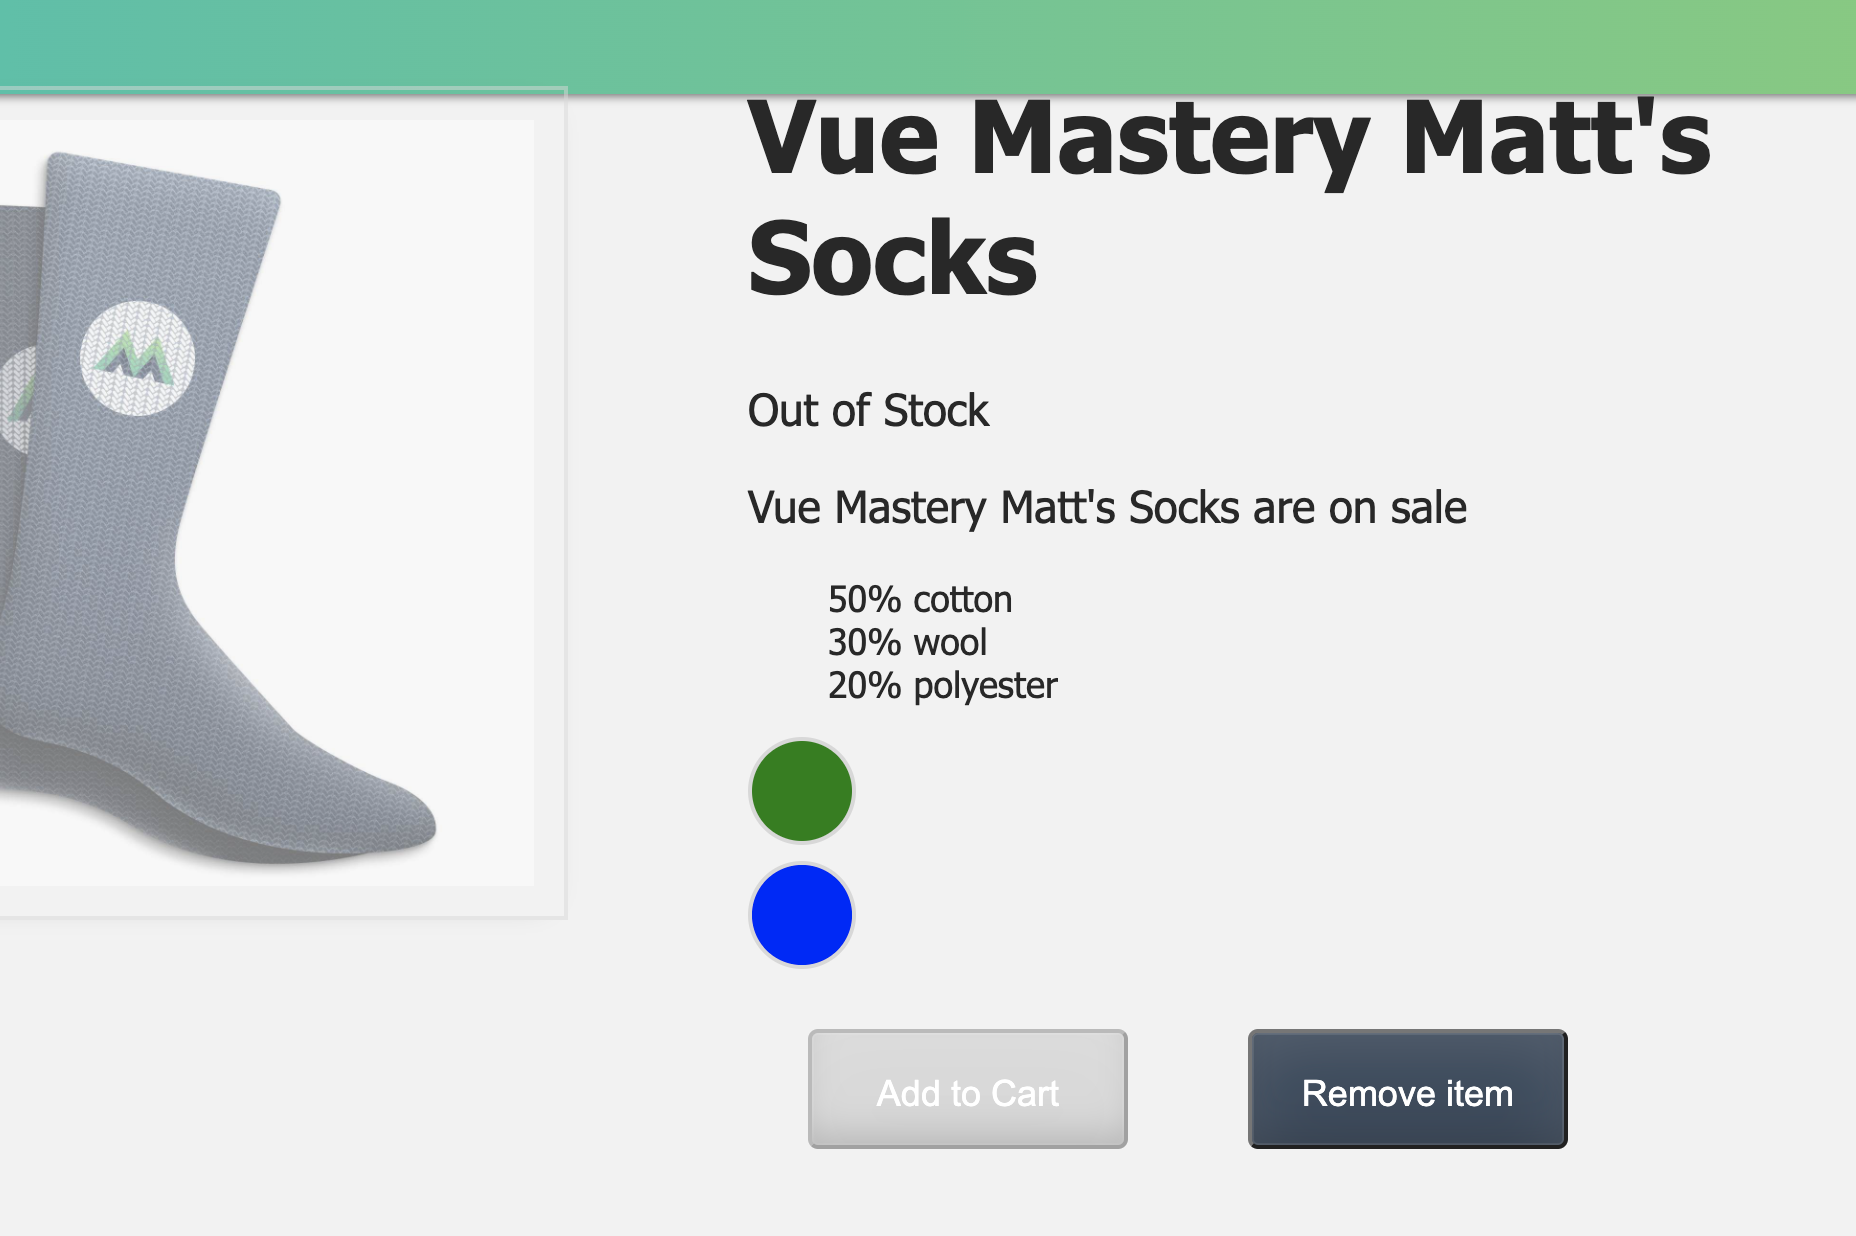 Vue Mastery Matt's
Socks
Out of Stock
Vue Mastery Matt's Socks are on sale
50% cotton
30% wool
20% polyester
Add to Cart
Remove item